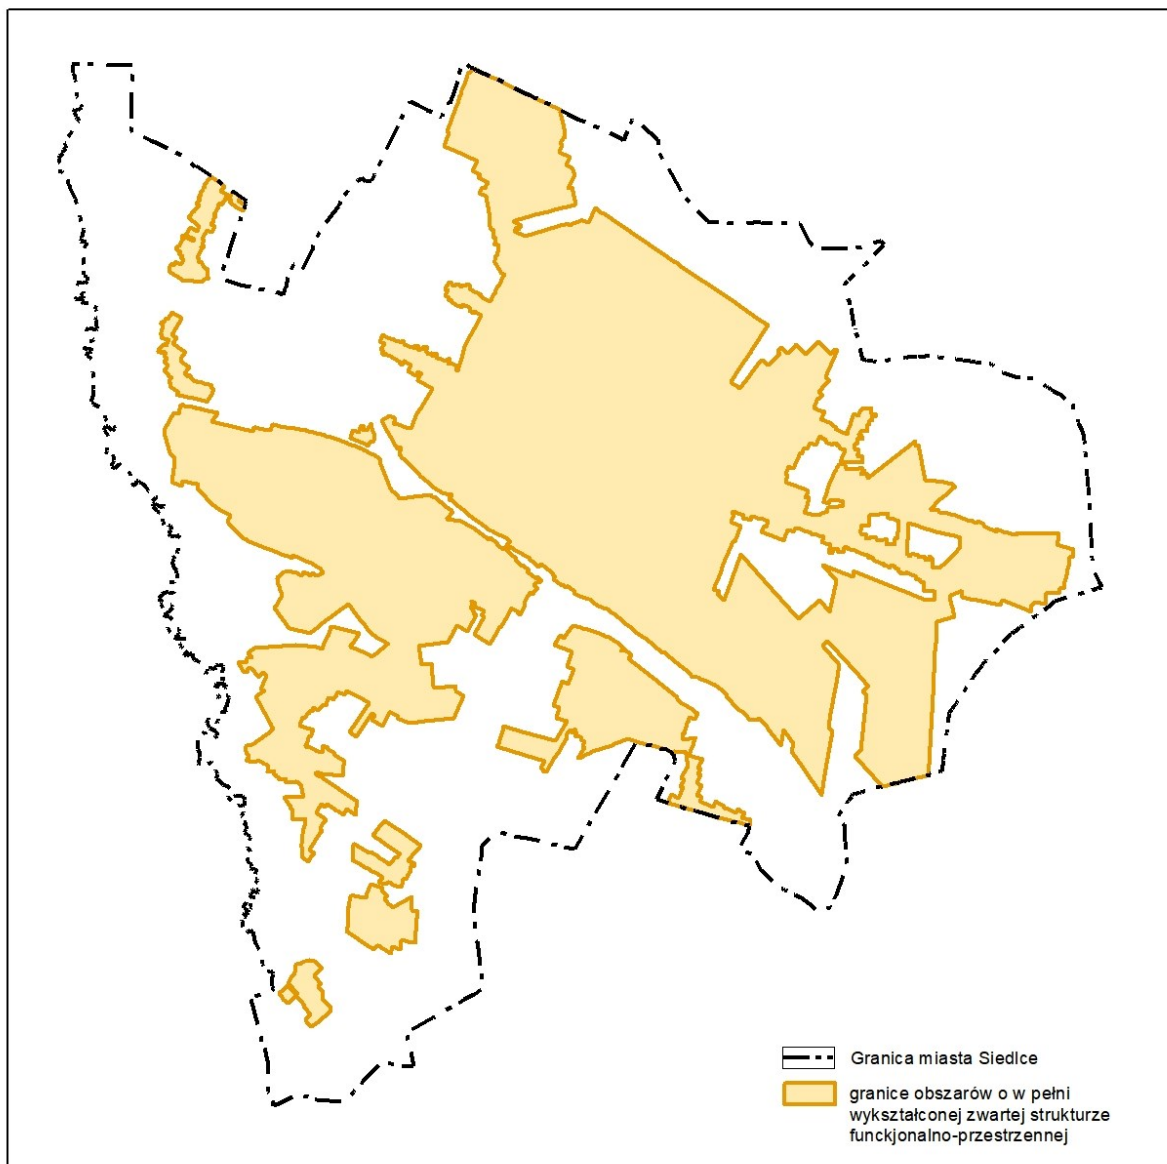 Granica miasta Siedlce
granice obszarów o w pełni
wykształconej zwartej strukturze
funckjonalno-przestrzennej